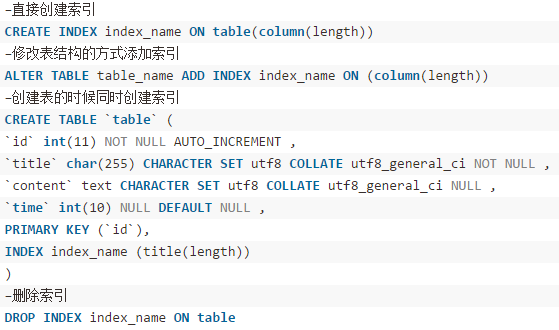 –直接创建索引
CREATE INDEX index_name ON table(column(length))
–修改表结构的方式添加索引
ALTER TABLE table_name ADD INDEX index_name ON (column(length))
–创建表的时候同时创建索引
CREATE TABLE `table` (
`id` int(11) NOT NULL AUTO_INCREMENT ,
`title` char(255) CHARACTER SET utf8 COLLATE utf8_general_ci NOT NULL ,
`content` text CHARACTER SET utf8 COLLATE utf8_general_ci NULL ,
`time` int(10) NULL DEFAULT NULL ,
PRIMARY KEY (`id`),
INDEX index_name (title(length))
)
–删除索引
DROP INDEX index_name ON table